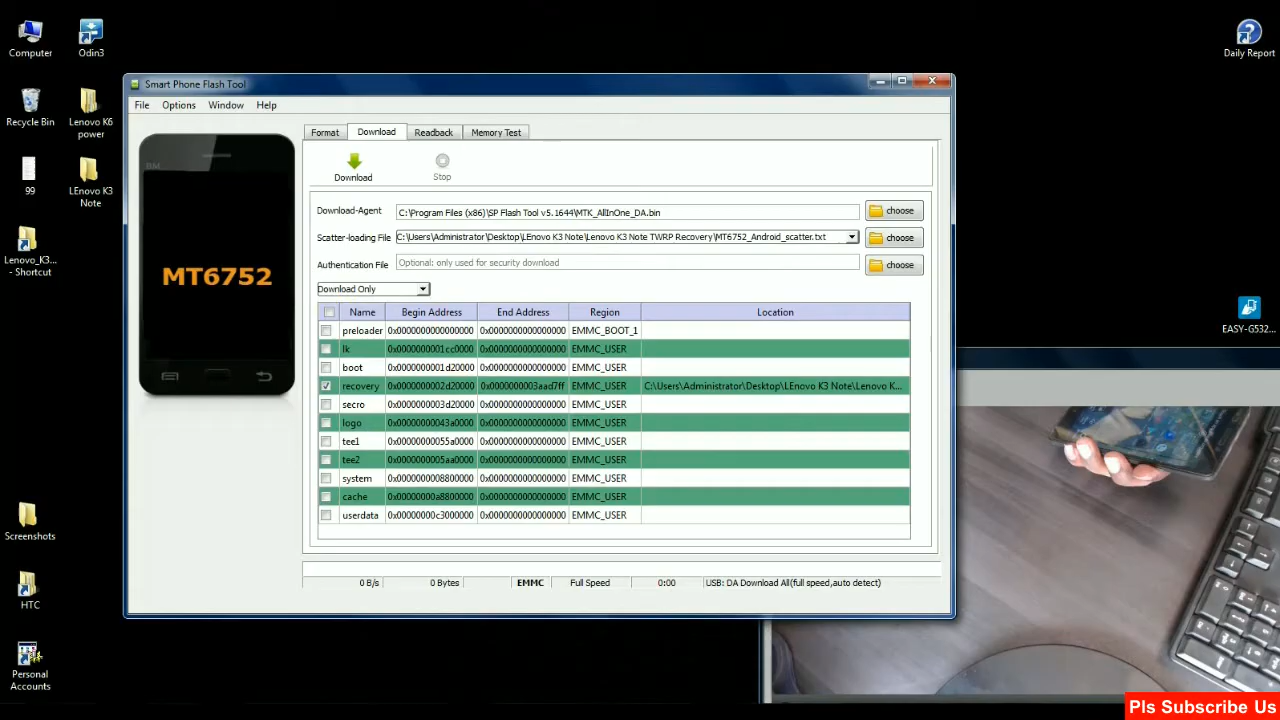 Computer
Odin3
Daily Report
Recycle Bin
Lenovo K6
power
99
LEnovo K3
Note
Lenovo_K3...
- Shortcut
EASY-G532...
Screenshots
HTC
Personal
Accounts
Smart Phone Flash Tool
File Options Window Help
BM
MT6752
Format Download Readback Memory Test
Download Stop
Download-Agent C:\Program Files (x86)\SP Flash Tool v5.1644\MTK_AllInOne_DA.bin choose
Scatter-loading File C:\Users\Administrator\Desktop\LEnovo K3 Note\Lenovo K3 Note TWRP Recovery\MT6752_Android_scatter.txt choose
Authentication File Optional: only used for security download choose
Download Only
Name Begin Address End Address Region Location
preloader 0x0000000000000000 0x0000000000000000 EMMC_BOOT_1
lk 0x0000000001cc0000 0x0000000000000000 EMMC_USER
boot 0x0000000001d20000 0x0000000000000000 EMMC_USER
recovery 0x0000000002d20000 0x0000000003aad7ff EMMC_USER C:\Users\Administrator\Desktop\LEnovo K3 Note\Lenovo K...
secro 0x0000000003d20000 0x0000000000000000 EMMC_USER
logo 0x00000000043a0000 0x0000000000000000 EMMC_USER
tee1 0x00000000055a0000 0x0000000000000000 EMMC_USER
tee2 0x0000000005aa0000 0x0000000000000000 EMMC_USER
system 0x0000000008800000 0x0000000000000000 EMMC_USER
cache 0x00000000a8800000 0x0000000000000000 EMMC_USER
userdata 0x00000000c3000000 0x0000000000000000 EMMC_USER
0 B/s 0 Bytes EMMC Full Speed 0:00 USB: DA Download All(full speed,auto detect)
Pls Subscribe Us